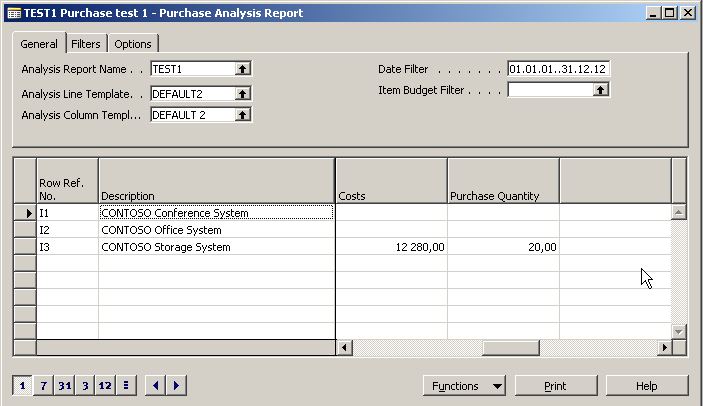 TEST1 Purchase test 1 - Purchase Analysis Report
General Filters Options
Analysis Report Name . . TEST1 Date Filter . . . . . . . 01.01.01..31.12.12
Analysis Line Template. . DEFAULT2 Item Budget Filter . . . .
Analysis Column Templ... DEFAULT 2
Row Ref. No. Description Costs Purchase Quantity
I1 CONTOSO Conference System
I2 CONTOSO Office System
I3 CONTOSO Storage System 12 280,00 20,00
1 7 31 3 12 Functions Print Help